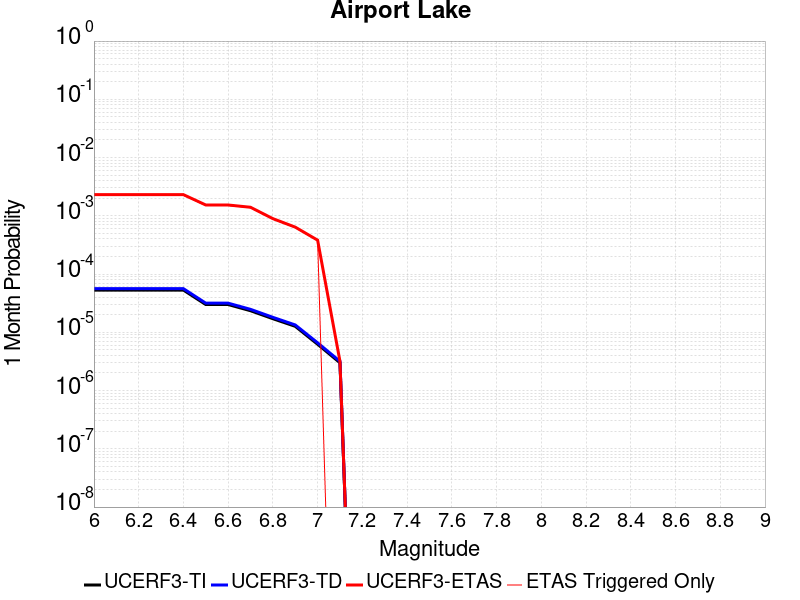 Airport Lake
10 0
10 -1
10 -2
10 -3
10 -4
10 -5
10 -6
10 -7
10 -8
1 Month Probability
6 6.2 6.4 6.6 6.8 7 7.2 7.4 7.6 7.8 8 8.2 8.4 8.6 8.8 9
Magnitude
UCERF3-TI UCERF3-TD UCERF3-ETAS ETAS Triggered Only